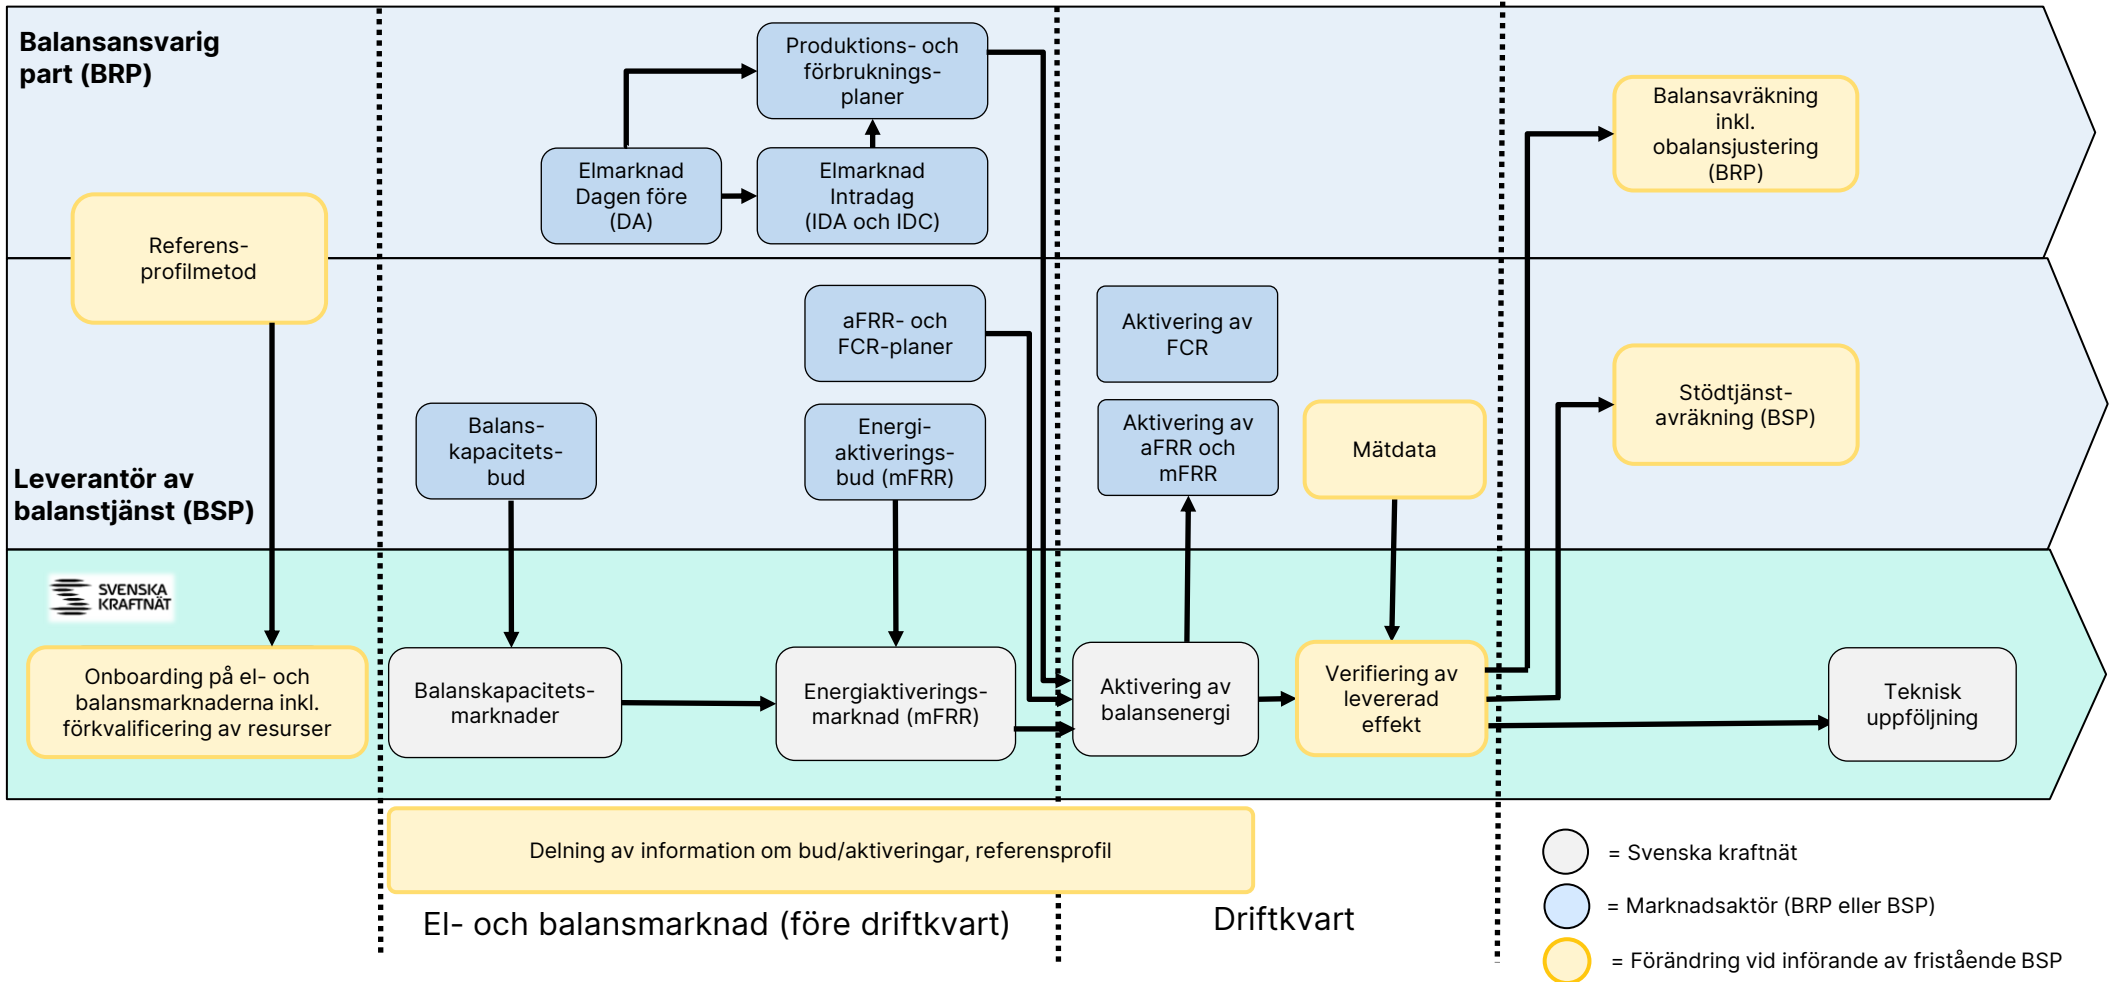 Balansansvarig
part (BRP)
Produktions- och
förbruknings-
planer
Elmarknad
Dagen före
(DA)
Elmarknad
Intradag
(IDA och IDC)
Balansavräkning
inkl.
obalansjustering
(BRP)
Referens-
profilmetod
Leverantör av
balanstjänst (BSP)
aFRR- och
FCR-planer
Aktivering av
FCR
Balans-
kapacitets-
bud
Energi-
aktiverings-
bud (mFRR)
Aktivering av
aFRR och
mFRR
Mätdata
Stödtjänst-
avräkning (BSP)
SVENSKA
KRAFTNÄT
Onboarding på el- och
balansmarknaderna inkl.
förkvalificering av resurser
Balanskapacitets-
marknader
Energiaktiverings-
marknad (mFRR)
Aktivering av
balansenergi
Verifiering av
levererad
effekt
Teknisk
uppföljning
Delning av information om bud/aktiveringar, referensprofil
El- och balansmarknad (före driftkvart)
Driftkvart
= Svenska kraftnät
= Marknadsaktör (BRP eller BSP)
= Förändring vid införande av fristående BSP